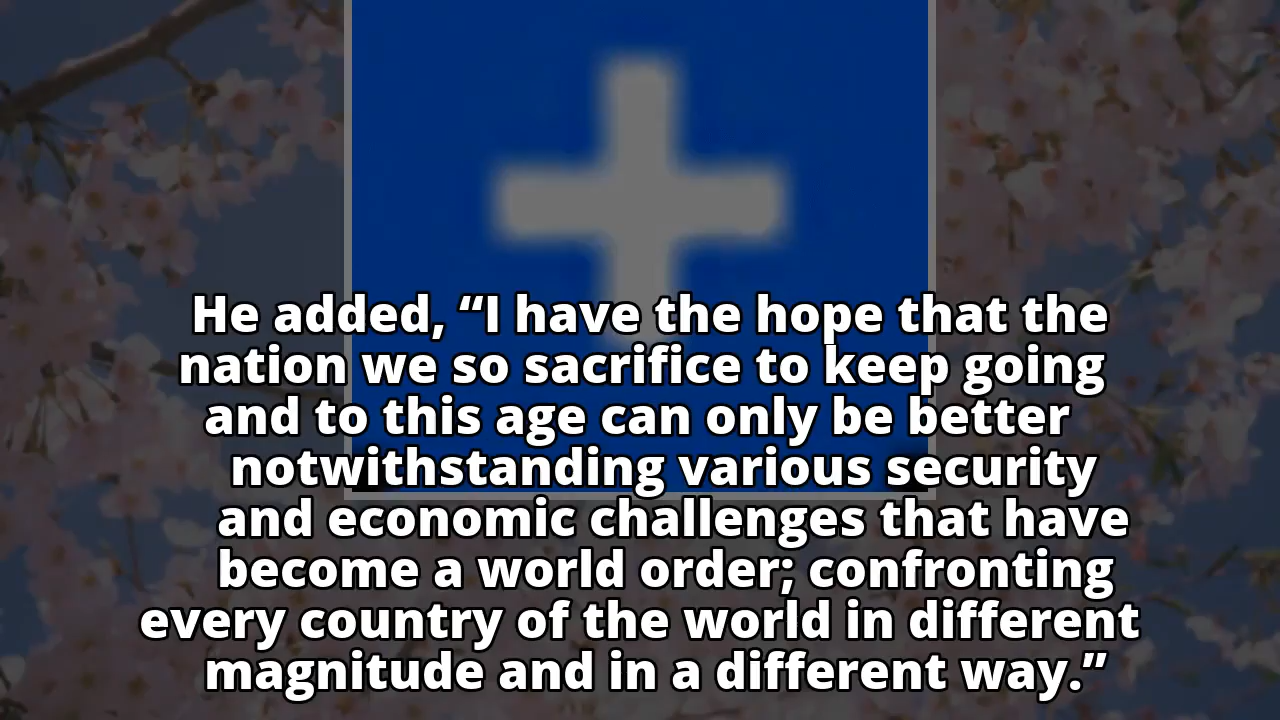 He added, “I have the hope that the
nation we so sacrifice to keep going
and to this age can only be better
notwithstanding various security
and economic challenges that have
become a world order; confronting
every country of the world in different
magnitude and in a different way.”